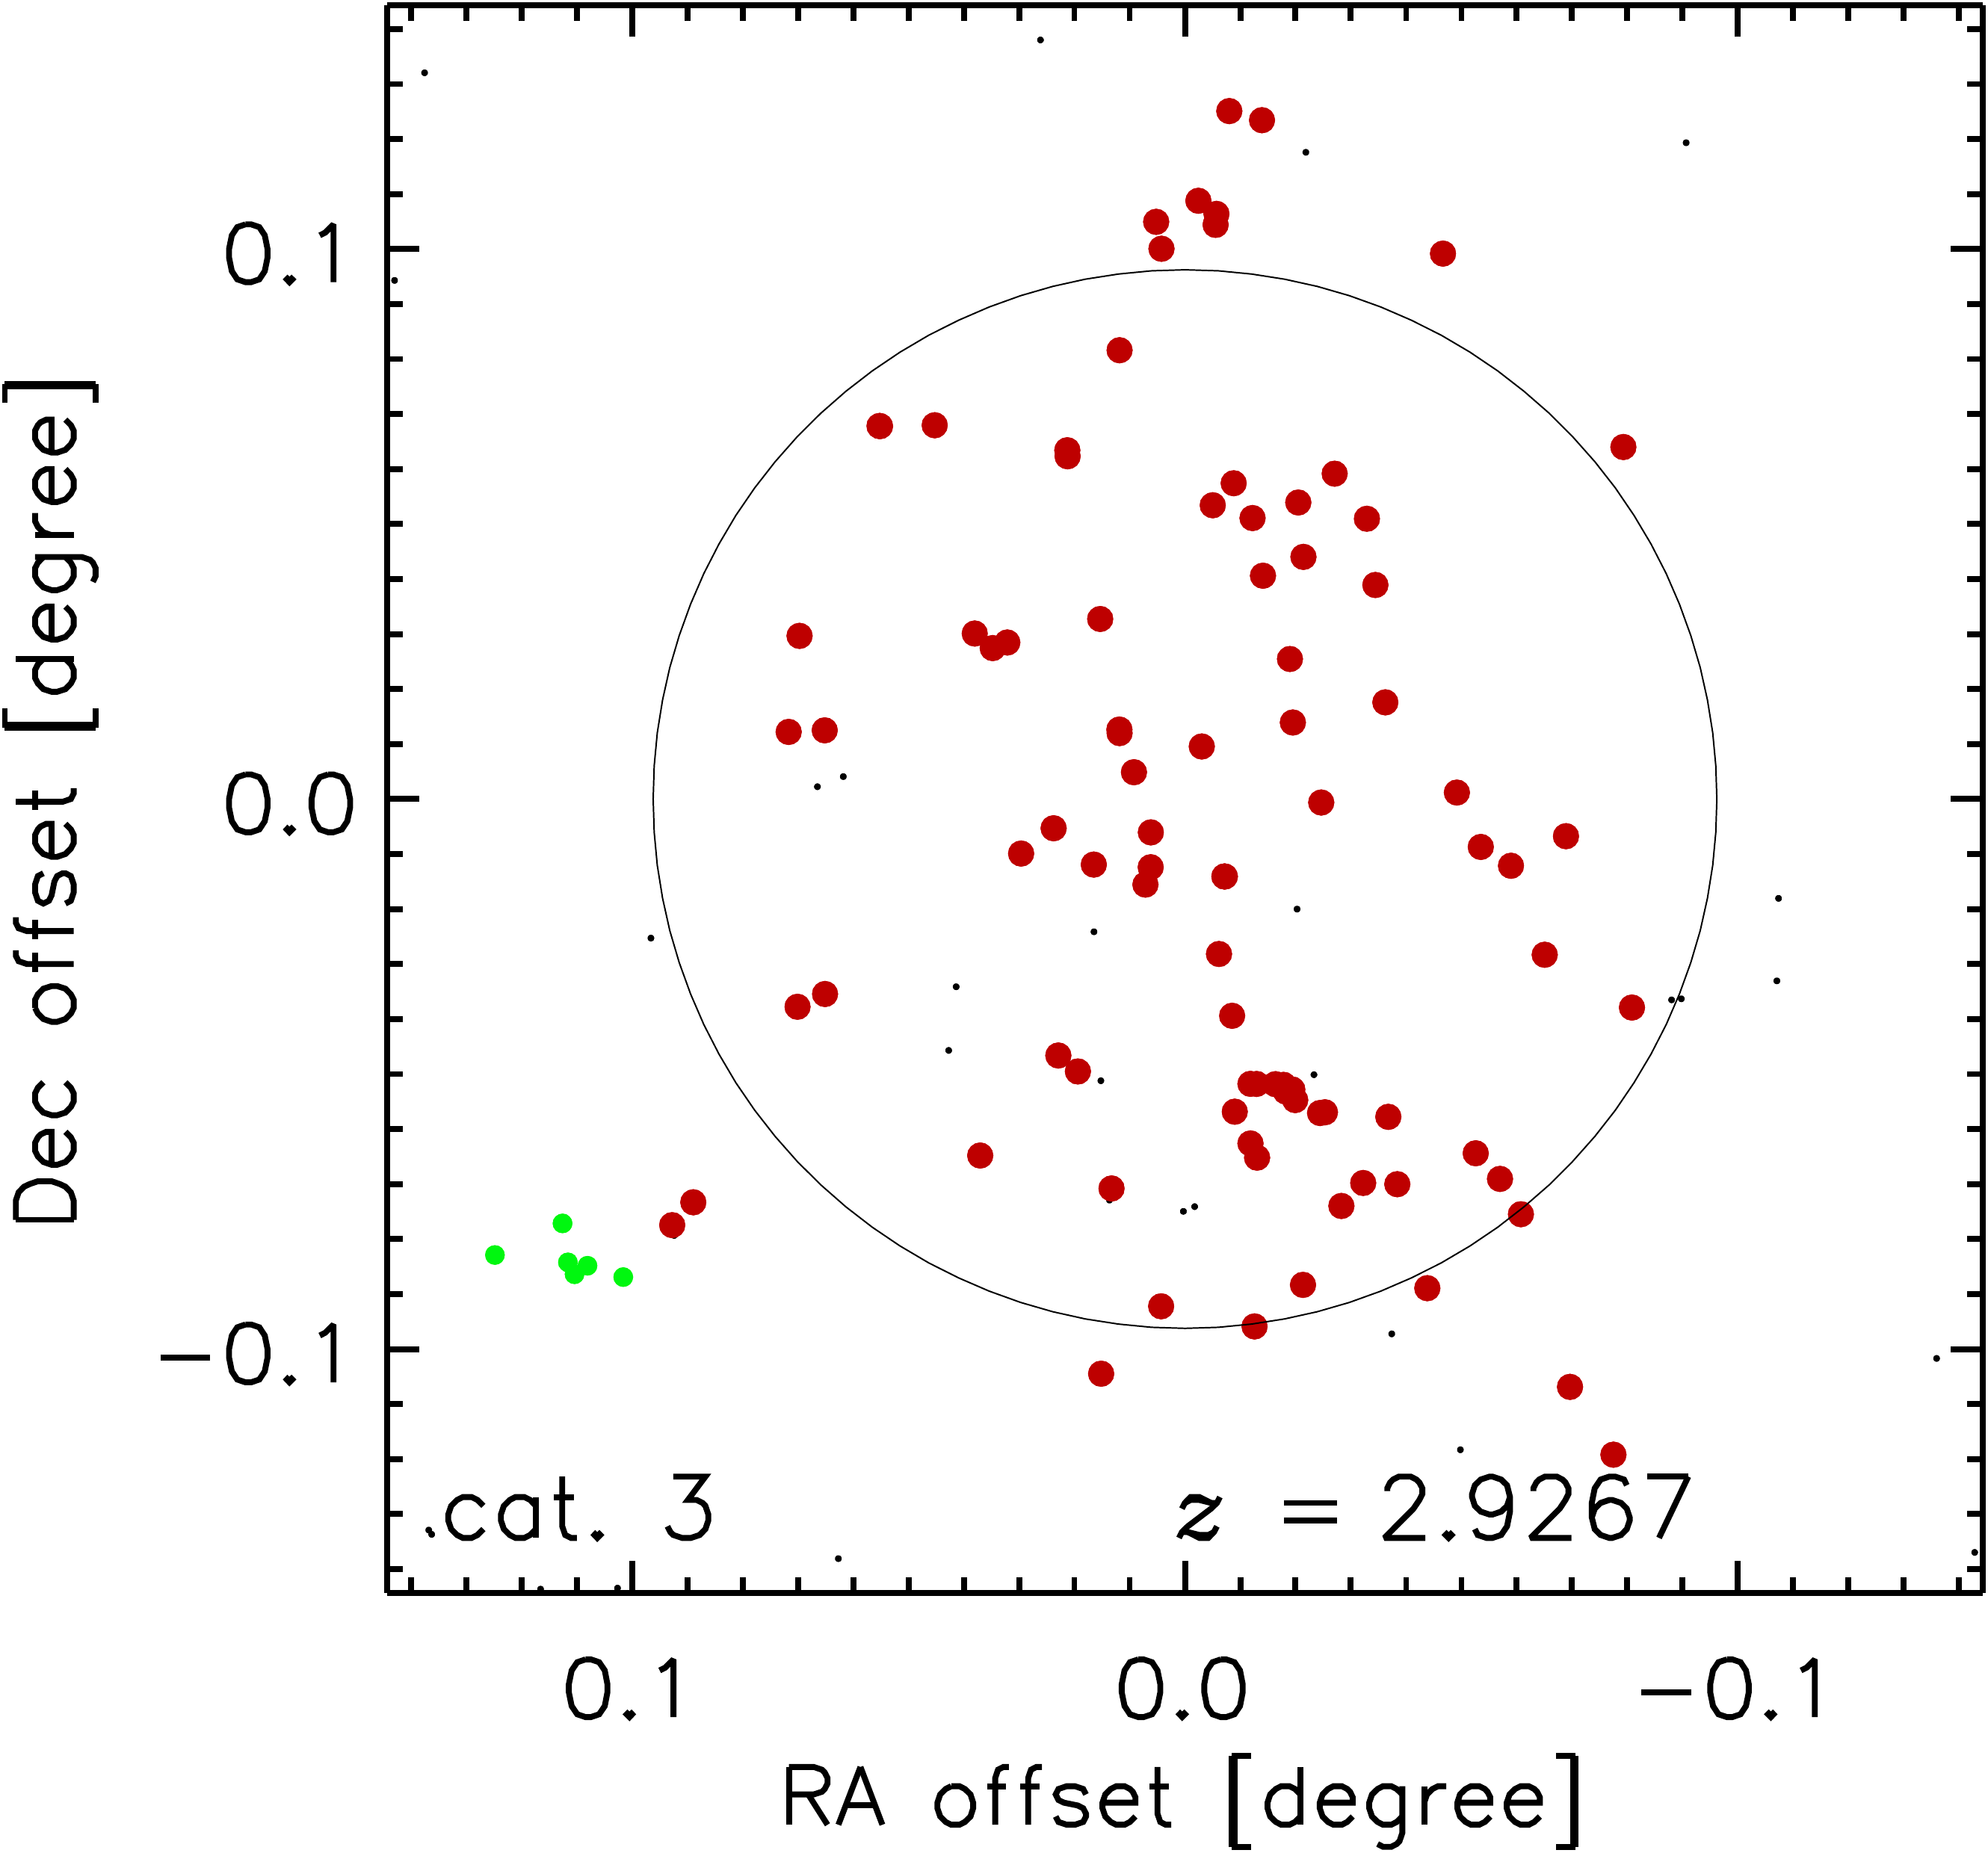 0.1
0.0
−0.1
Dec offset [degree]
cat. 3
z = 2.9267
0.1
0.0
−0.1
RA offset [degree]